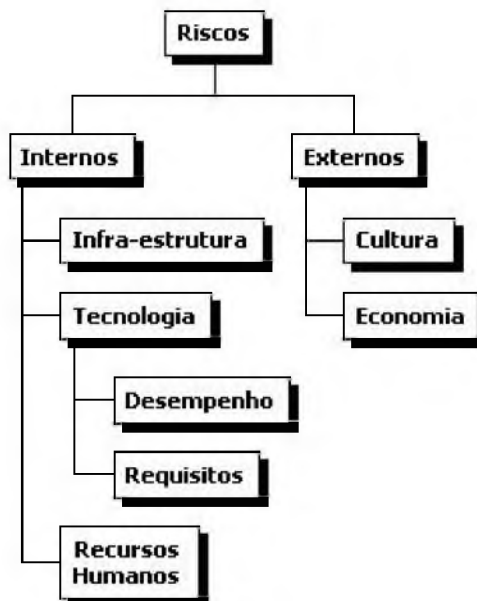 Riscos
Internos
Externos
Infra-estrutura
Cultura
Tecnologia
Economia
Desempenho
Requisitos
Recursos
Humanos